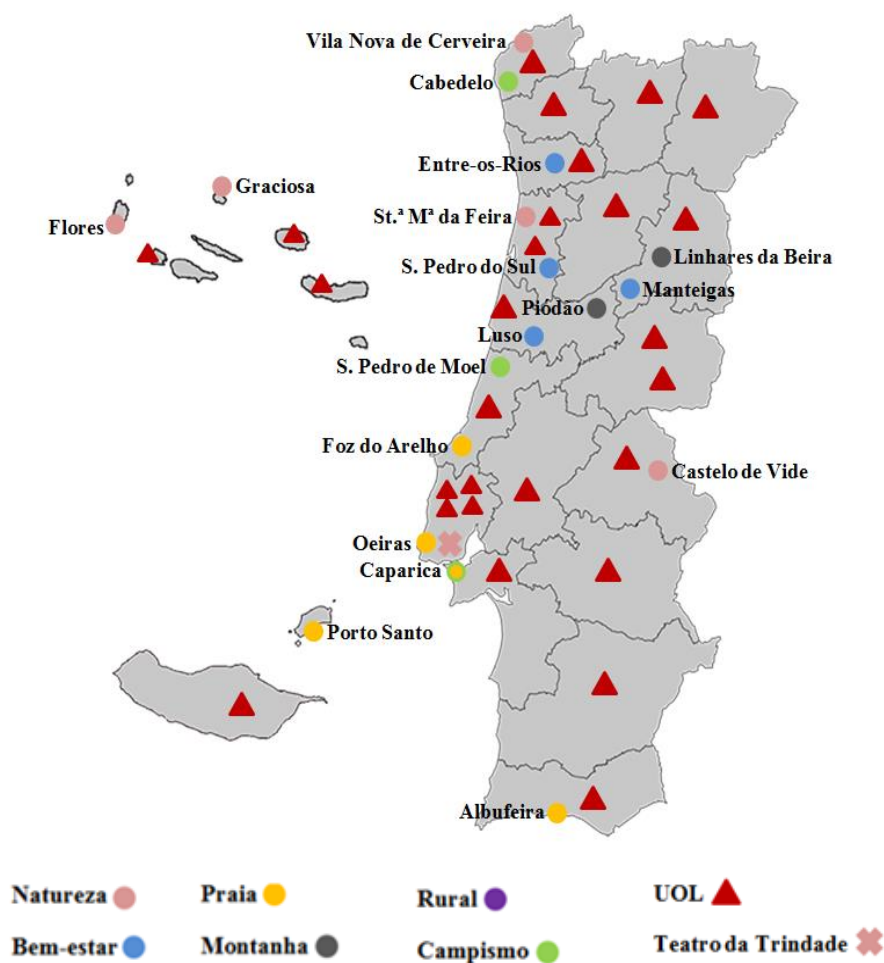 Vila Nova de Cerveira
Cabedelo
Entre-os-Rios
Graciosa
Flores
St.ª Mª da Feira
S. Pedro do Sul
Linhares da Beira
Manteigas
Piódão
Luso
S. Pedro de Moel
Foz do Arelho
Castelo de Vide
Oeiras
Caparica
Porto Santo
Albufeira
Natureza
Praia
Rural
UOL
Bem-estar
Montanha
Campismo
Teatro da Trindade